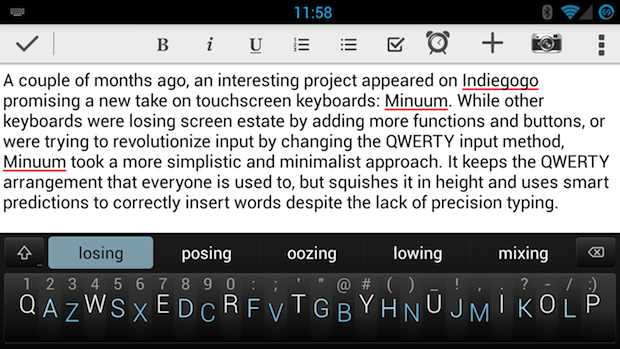 11:58
69
B i U
A couple of months ago, an interesting project appeared on Indiegogo
promising a new take on touchscreen keyboards: Minuum. While other
keyboards were losing screen estate by adding more functions and buttons, or
were trying to revolutionize input by changing the QWERTY input method,
Minuum took a more simplistic and minimalist approach. It keeps the QWERTY
arrangement that everyone is used to, but squishes it in height and uses smart
predictions to correctly insert words despite the lack of precision typing.
losing posing oozing lowing mixing
1 2 3 4 5 6 7 8 9 0 : ; ' " @ # ( ) _ ! , . ? - / :)
Q A Z W S X E D C R F V T G B Y H N U J M I K O L P